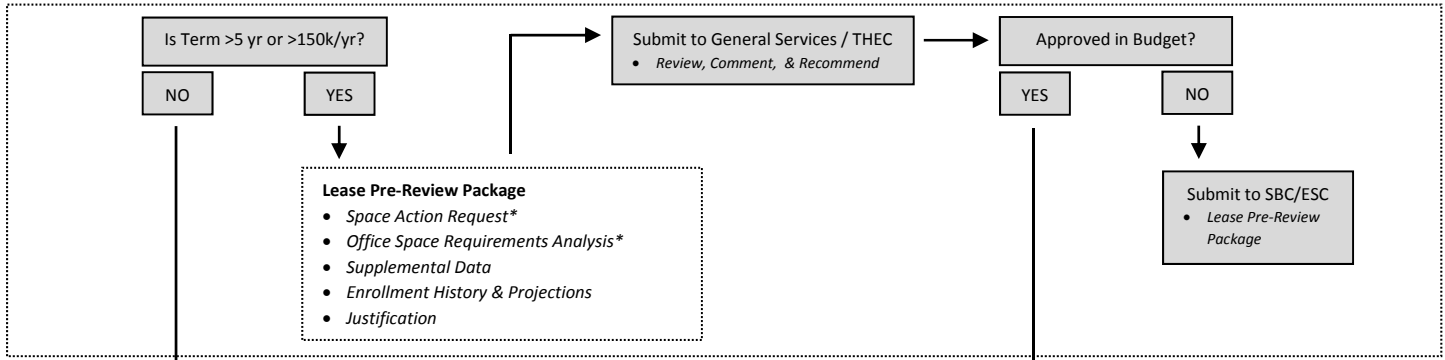 Is Term >5 yr or >150k/yr?
NO
YES
Lease Pre-Review Package
• Space Action Request*
• Office Space Requirements Analysis*
• Supplemental Data
• Enrollment History & Projections
• Justification
Submit to General Services / THEC
• Review, Comment, & Recommend
Approved in Budget?
YES
NO
Submit to SBC/ESC
• Lease Pre-Review
Package